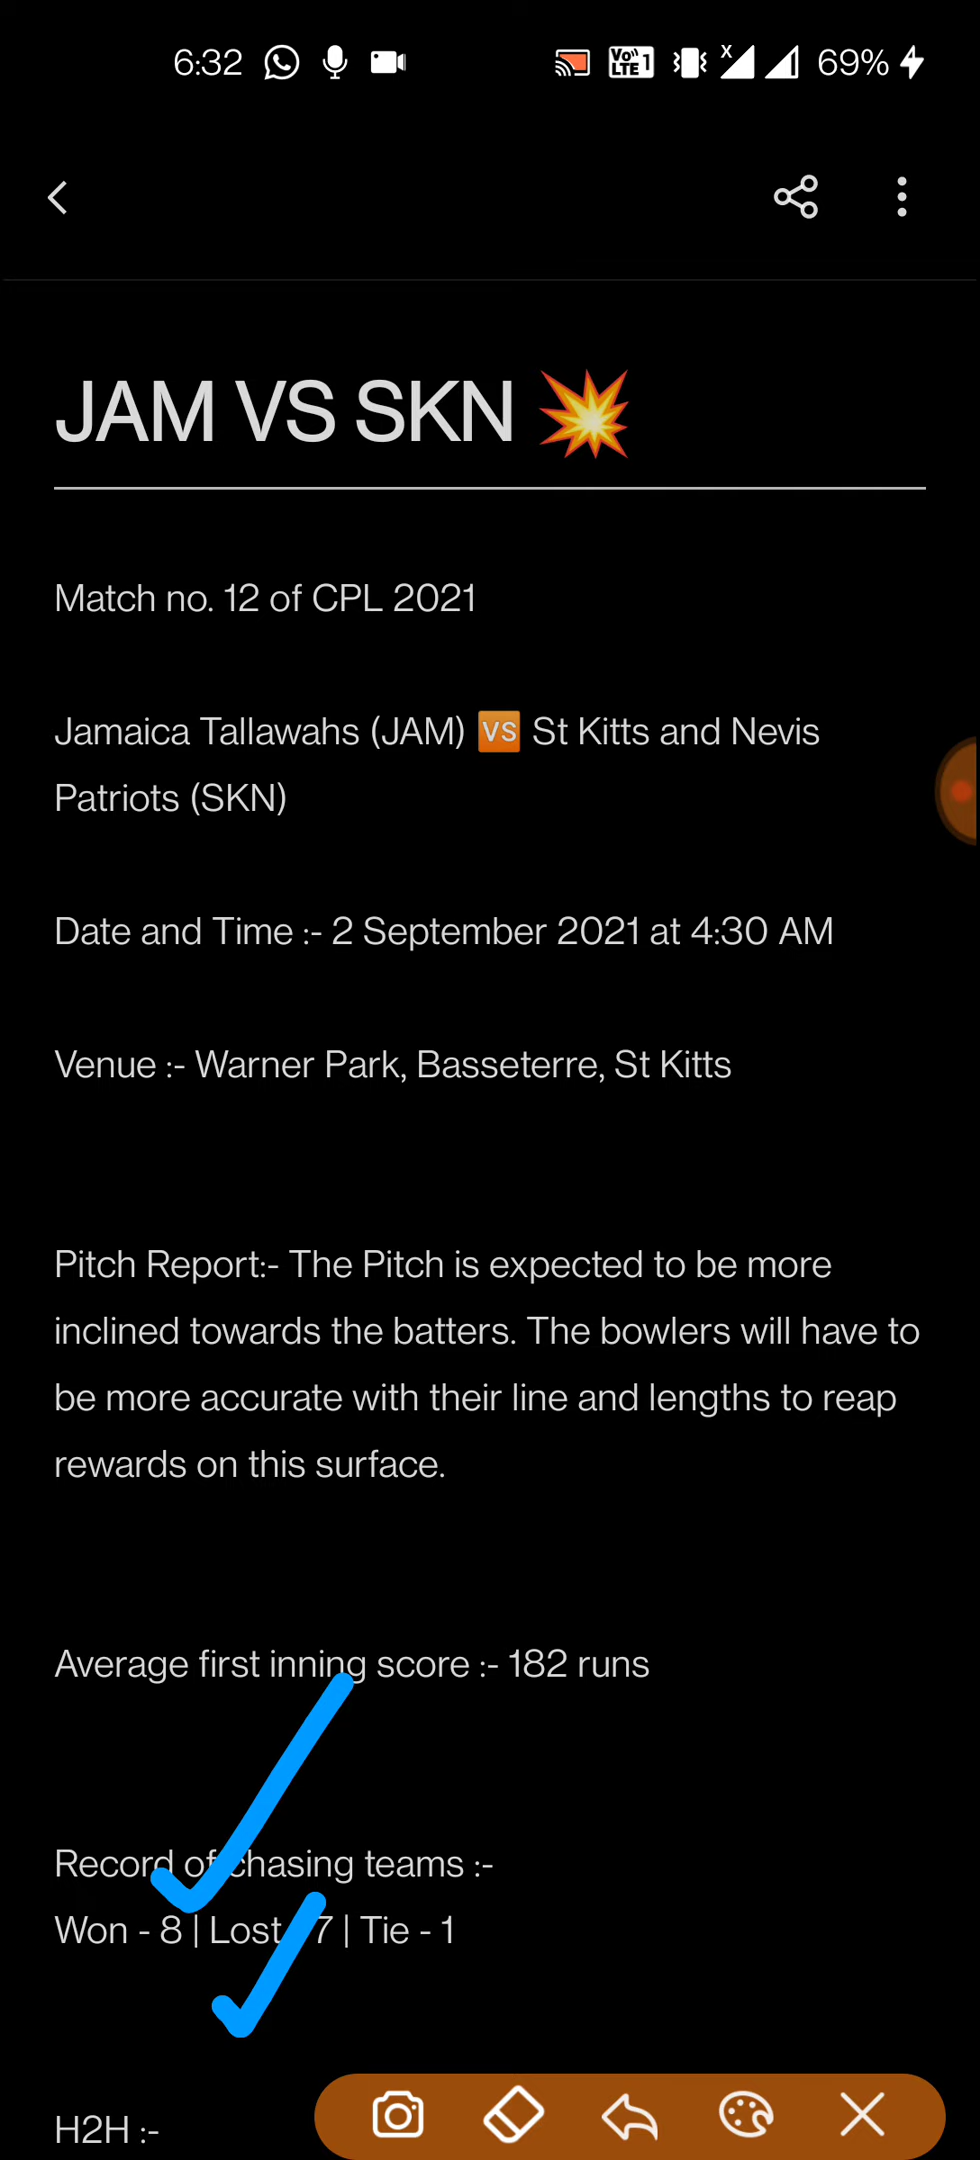 6:32 Vo)) LTE 1 X 69%
JAM VS SKN 💥
Match no. 12 of CPL 2021
Jamaica Tallawahs (JAM) 🆚 St Kitts and Nevis
Patriots (SKN)
Date and Time :- 2 September 2021 at 4:30 AM
Venue :- Warner Park, Basseterre, St Kitts
Pitch Report:- The Pitch is expected to be more
inclined towards the batters. The bowlers will have to
be more accurate with their line and lengths to reap
rewards on this surface.
Average first inning score :- 182 runs
Record of chasing teams :-
Won - 8 | Lost 7 | Tie - 1
H2H :-